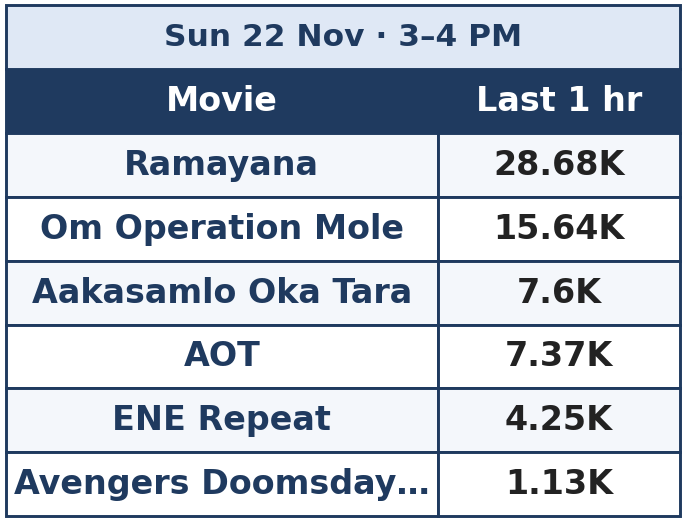 Sun 22 Nov · 3–4 PM
Movie Last 1 hr
Ramayana 28.68K
Om Operation Mole 15.64K
Aakasamlo Oka Tara 7.6K
AOT 7.37K
ENE Repeat 4.25K
Avengers Doomsday… 1.13K